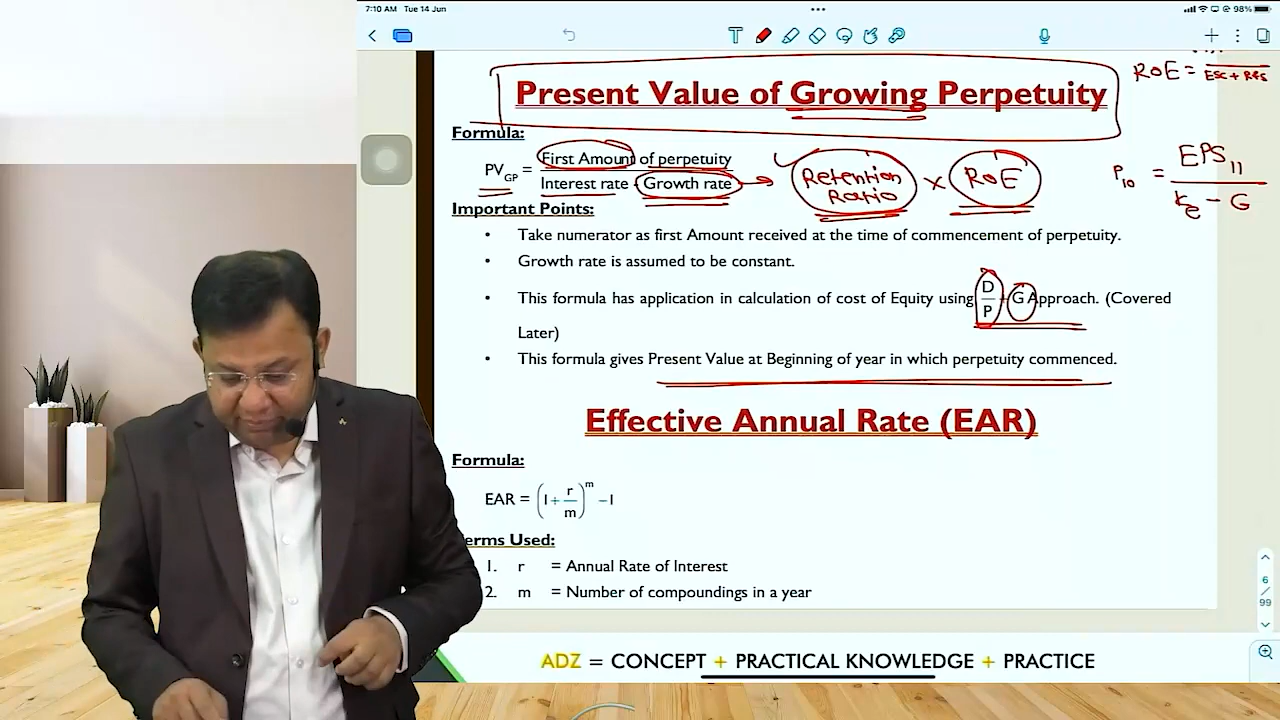 7:10 AM Tue 14 Jun
98%
T
RoE =
ESC + R&S
Present Value of Growing Perpetuity
Formula:
PVGP = First Amount of perpetuity
Interest rate - Growth rate
Retention Ratio × RoE
P10 = EPS11
Ke - G
Important Points:
• Take numerator as first Amount received at the time of commencement of perpetuity.
• Growth rate is assumed to be constant.
• This formula has application in calculation of cost of Equity using D/P + G Approach. (Covered
Later)
• This formula gives Present Value at Beginning of year in which perpetuity commenced.
Effective Annual Rate (EAR)
Formula:
EAR = (1 + r/m)^m - 1
erms Used:
1. r = Annual Rate of Interest
2. m = Number of compoundings in a year
6
/
99
ADZ = CONCEPT + PRACTICAL KNOWLEDGE + PRACTICE